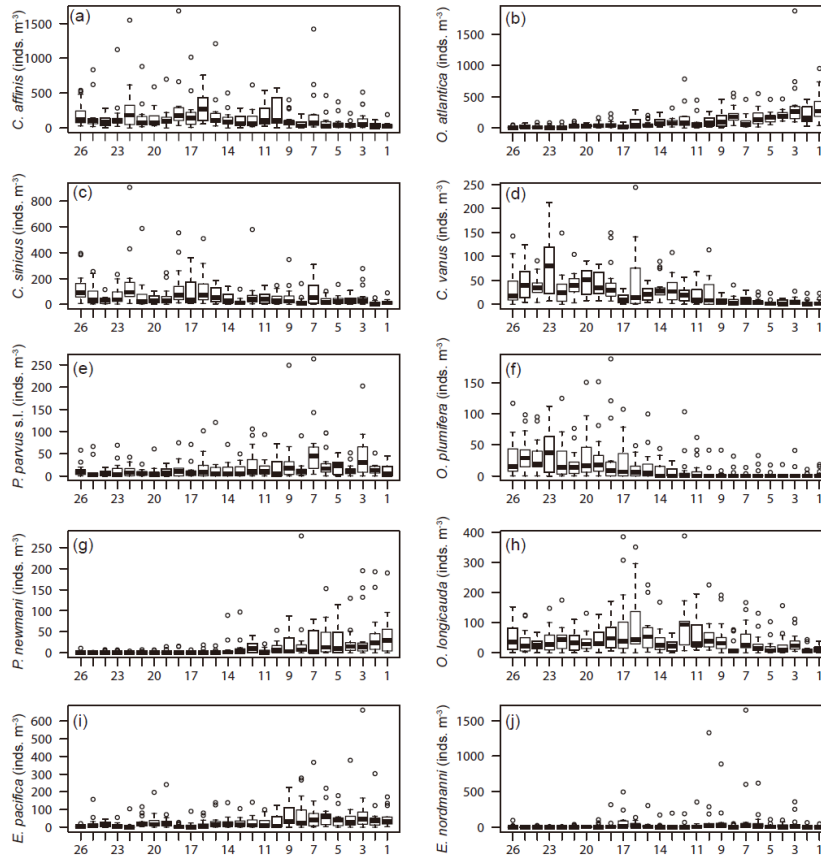 (a)
C. affinis (inds. m⁻³)
1500
1000
500
0
26 23 20 17 14 11 9 7 5 3 1
(b)
O. atlantica (inds. m⁻³)
1500
1000
500
0
26 23 20 17 14 11 9 7 5 3 1
(c)
C. sinicus (inds. m⁻³)
800
600
400
200
0
26 23 20 17 14 11 9 7 5 3 1
(d)
C. vanus (inds. m⁻³)
250
200
150
100
50
0
26 23 20 17 14 11 9 7 5 3 1
(e)
P. parvus s.l. (inds. m⁻³)
250
200
150
100
50
0
26 23 20 17 14 11 9 7 5 3 1
(f)
O. plumifera (inds. m⁻³)
150
100
50
0
26 23 20 17 14 11 9 7 5 3 1
(g)
P. newmani (inds. m⁻³)
250
200
150
100
50
0
26 23 20 17 14 11 9 7 5 3 1
(h)
O. longicauda (inds. m⁻³)
400
300
200
100
0
26 23 20 17 14 11 9 7 5 3 1
(i)
E. pacifica (inds. m⁻³)
600
500
400
300
200
100
0
26 23 20 17 14 11 9 7 5 3 1
(j)
E. nordmanni (inds. m⁻³)
1500
1000
500
0
26 23 20 17 14 11 9 7 5 3 1